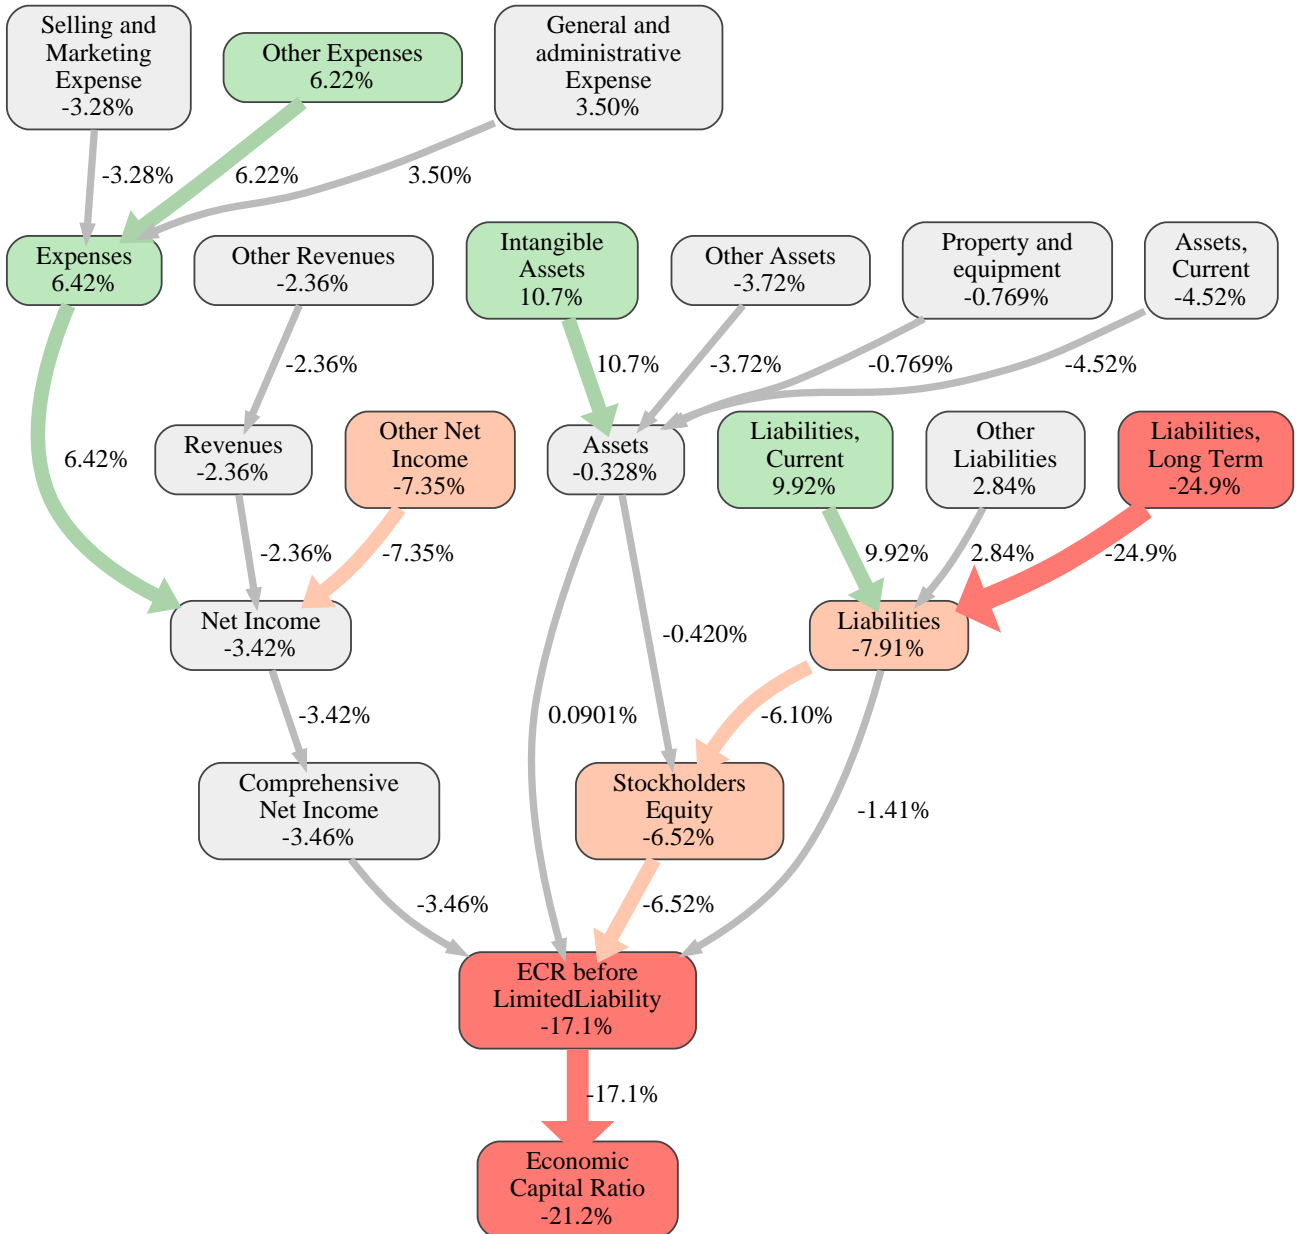 Selling and
Marketing
Expense
-3.28%
Other Expenses
6.22%
General and
administrative
Expense
3.50%
-3.28%
6.22%
3.50%
Expenses
6.42%
Other Revenues
-2.36%
Intangible
Assets
10.7%
Other Assets
-3.72%
Property and
equipment
-0.769%
Assets,
Current
-4.52%
-2.36%
10.7%
-3.72%
-0.769%
-4.52%
6.42%
Revenues
-2.36%
Other Net
Income
-7.35%
Assets
-0.328%
Liabilities,
Current
9.92%
Other
Liabilities
2.84%
Liabilities,
Long Term
-24.9%
-2.36%
-7.35%
9.92%
2.84%
-24.9%
Net Income
-3.42%
-0.420%
Liabilities
-7.91%
-3.42%
0.0901%
-6.10%
Comprehensive
Net Income
-3.46%
Stockholders
Equity
-6.52%
-1.41%
-3.46%
-6.52%
ECR before
LimitedLiability
-17.1%
-17.1%
Economic
Capital Ratio
-21.2%